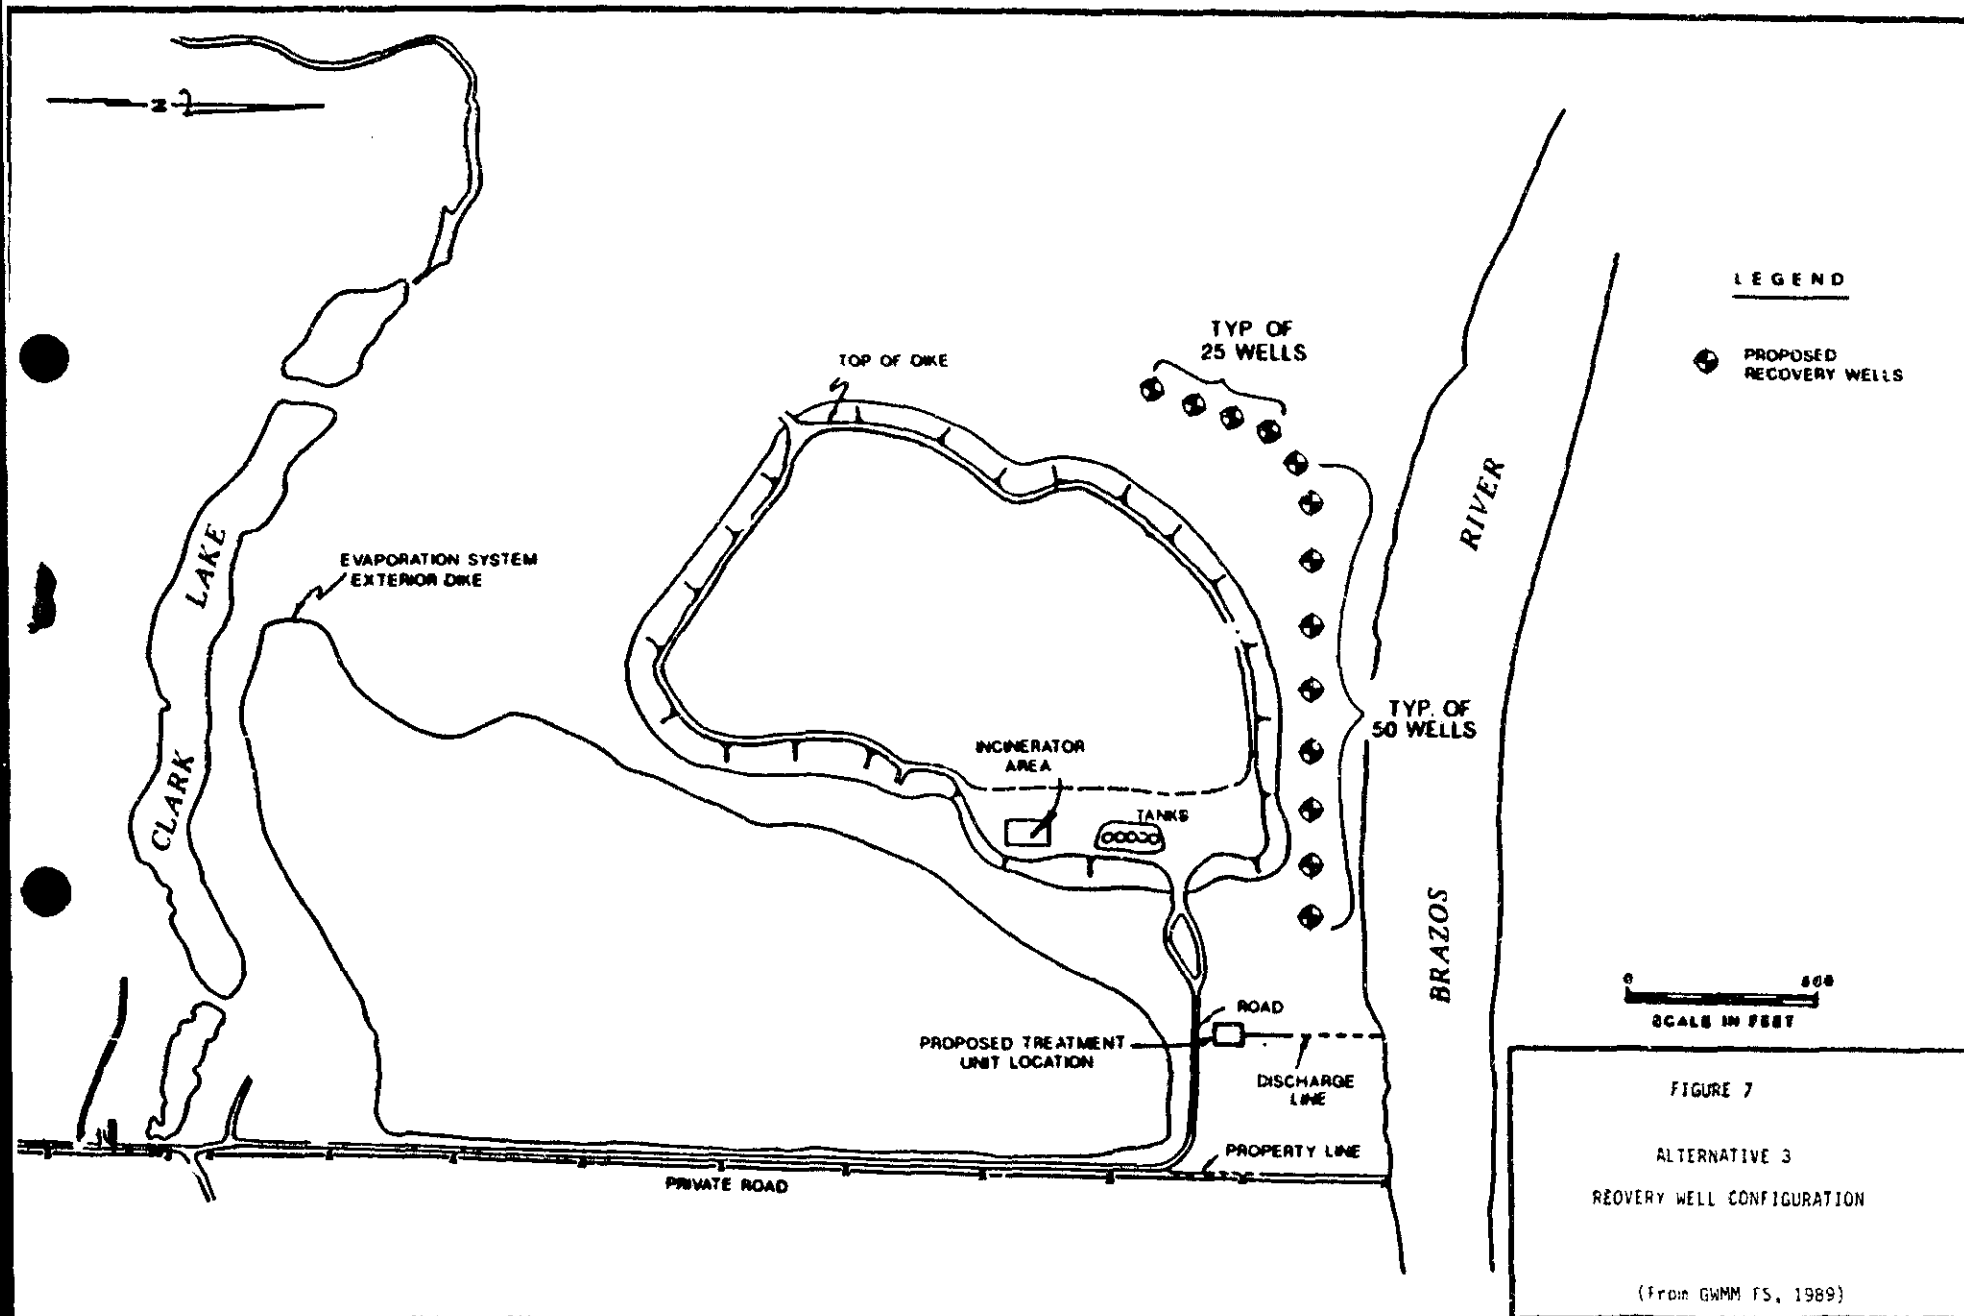 N
LEGEND
TYP OF
25 WELLS
PROPOSED
RECOVERY WELLS
TOP OF DIKE
RIVER
LAKE
EVAPORATION SYSTEM
EXTERIOR DIKE
TYP. OF
50 WELLS
INCINERATOR
AREA
CLARK
TANKS
BRAZOS
0
SCALE IN FEET
ROAD
PROPOSED TREATMENT
UNIT LOCATION
DISCHARGE
LINE
PROPERTY LINE
PRIVATE ROAD
FIGURE 7
ALTERNATIVE 3
REOVERY WELL CONFIGURATION
(From GWMM FS, 1989)